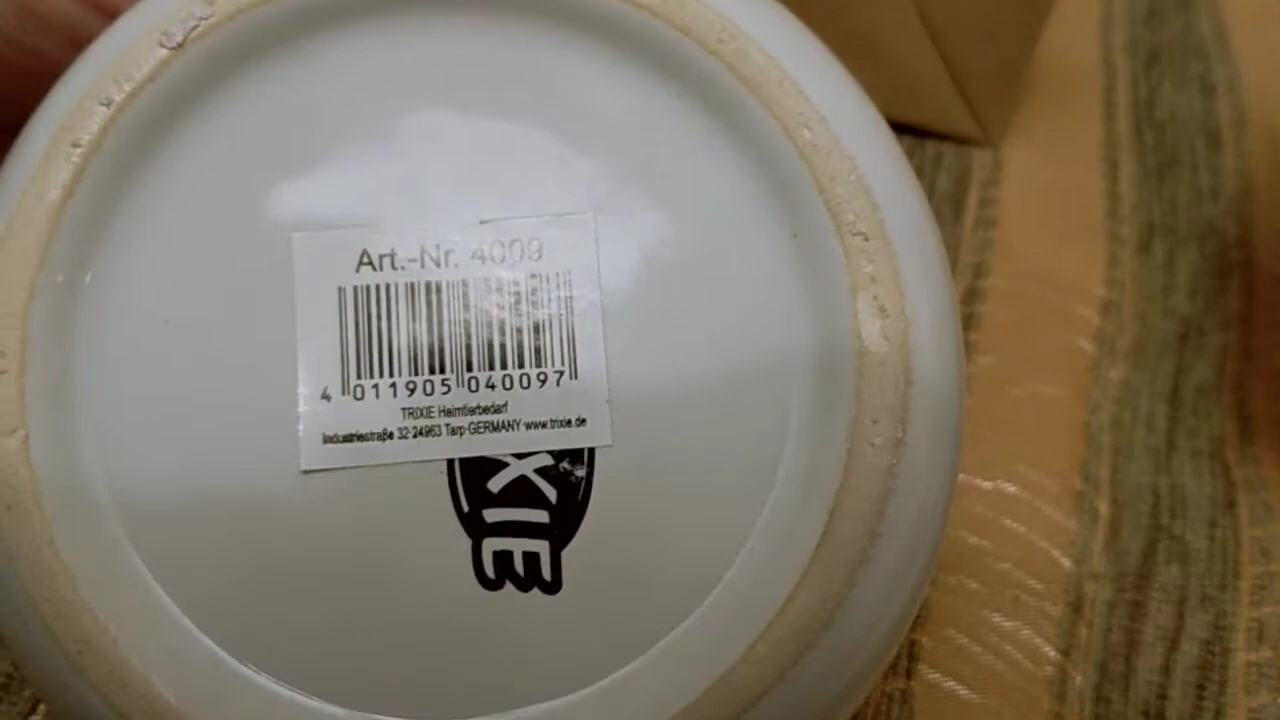 Art.-Nr. 4009
4 011905 040097
TRIXIE Heimtierbedarf
Industriestraße 32·24963 Tarp·GERMANY·www.trixie.de
XIE